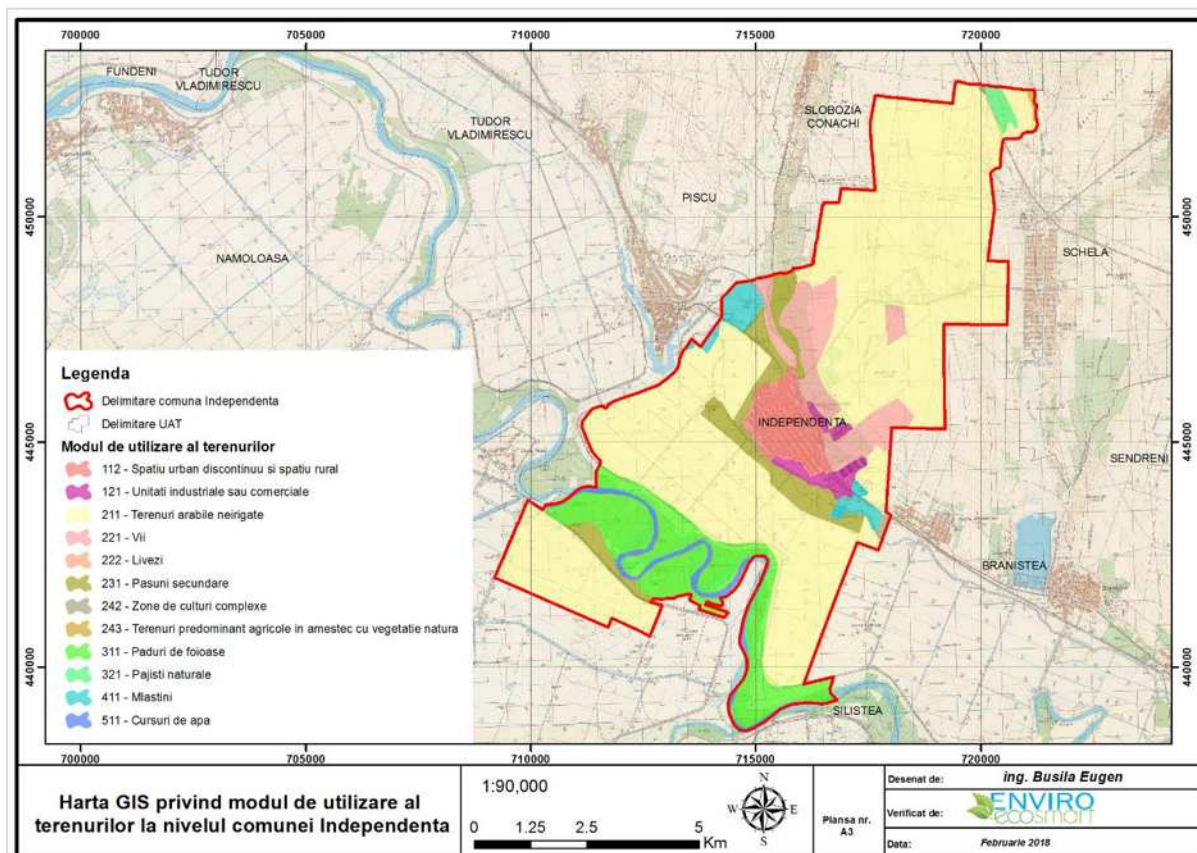 700000
705000
710000
715000
720000
FUNDENI
TUDOR
VLADIMIRESCU
TUDOR
VLADIMIRESCU
SLOBOZIA
CONACHI
PISCU
450000
450000
NAMOLOASA
SCHELA
INDEPENDENTA
445000
445000
SENDRENI
BRANISTEA
440000
440000
SILISTEA
Legenda
Delimitare comuna Independenta
Delimitare UAT
Modul de utilizare al terenurilor
112 - Spatiu urban discontinuu si spatiu rural
121 - Unitati industriale sau comerciale
211 - Terenuri arabile neirigate
221 - Vii
222 - Livezi
231 - Pasuni secundare
242 - Zone de culturi complexe
243 - Terenuri predominant agricole in amestec cu vegetatie natura
311 - Paduri de foioase
321 - Pajisti naturale
411 - Mlastini
511 - Cursuri de apa
700000
705000
710000
715000
720000
Harta GIS privind modul de utilizare al
terenurilor la nivelul comunei Independenta
1:90,000
0 1.25 2.5 5
Km
N
W E
S
Plansa nr.
A3
Desenat de: ing. Busila Eugen
Verificat de: ENVIRO
ecosmart
Data: Februarie 2018